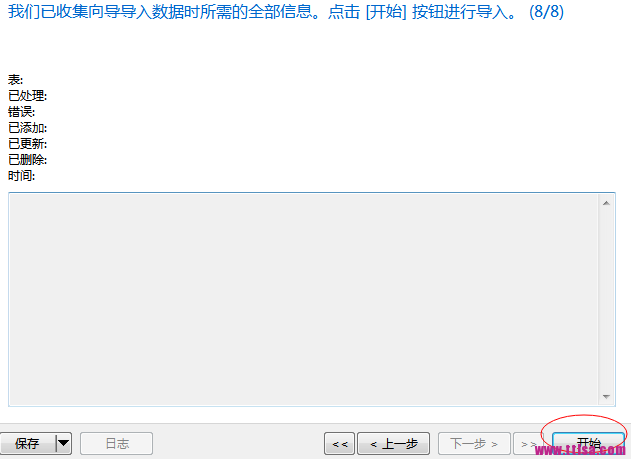 我们已收集向导导入数据时所需的全部信息。点击 [开始] 按钮进行导入。 (8/8)
表:
已处理:
错误:
已添加:
已更新:
已删除:
时间:
保存 日志 << < 上一步 下一步 > >> 开始